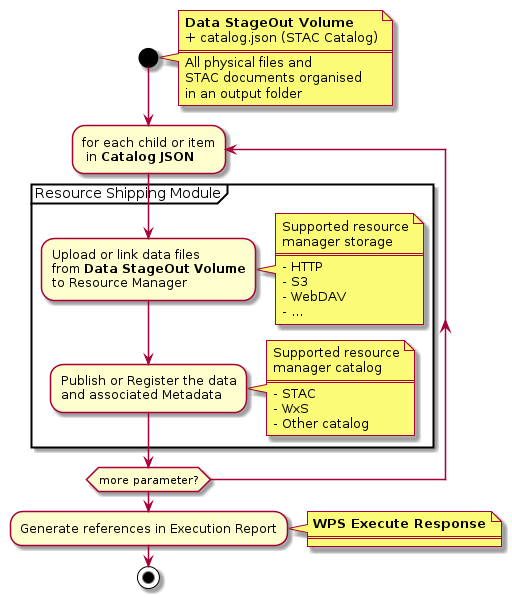 Data StageOut Volume
+ catalog.json (STAC Catalog)
All physical files and
STAC documents organised
in an output folder
for each child or item
in Catalog JSON
Resource Shipping Module
Supported resource
manager storage
- HTTP
- S3
- WebDAV
- ...
Upload or link data files
from Data StageOut Volume
to Resource Manager
Supported resource
manager catalog
- STAC
- WxS
- Other catalog
Publish or Register the data
and associated Metadata
more parameter?
Generate references in Execution Report
WPS Execute Response